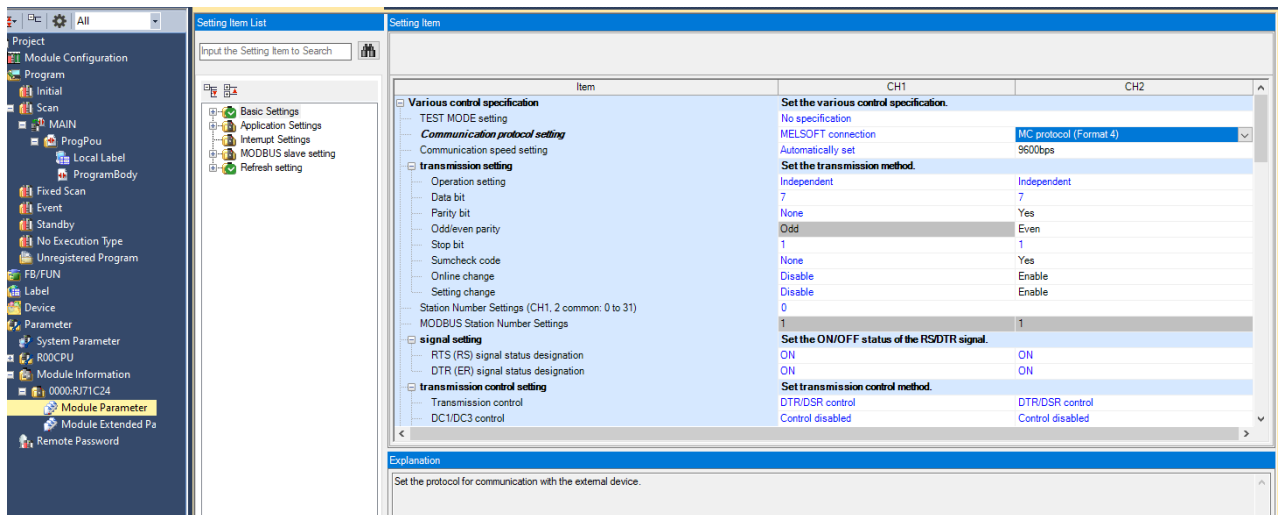 All
Project
Module Configuration
Program
Initial
Scan
MAIN
ProgPou
Local Label
ProgramBody
Fixed Scan
Event
Standby
No Execution Type
Unregistered Program
FB/FUN
Label
Device
Parameter
System Parameter
R00CPU
Module Information
0000:RJ71C24
Module Parameter
Module Extended Pa
Remote Password
Setting Item List
Input the Setting Item to Search
Basic Settings
Application Settings
Interrupt Settings
MODBUS slave setting
Refresh setting
Setting Item
Item CH1 CH2
Various control specification Set the various control specification.
TEST MODE setting No specification
Communication protocol setting MELSOFT connection MC protocol (Format 4)
Communication speed setting Automatically set 9600bps
transmission setting Set the transmission method.
Operation setting Independent Independent
Data bit 7 7
Parity bit None Yes
Odd/even parity Odd Even
Stop bit 1 1
Sumcheck code None Yes
Online change Disable Enable
Setting change Disable Enable
Station Number Settings (CH1, 2 common: 0 to 31) 0
MODBUS Station Number Settings 1 1
signal setting Set the ON/OFF status of the RS/DTR signal.
RTS (RS) signal status designation ON ON
DTR (ER) signal status designation ON ON
transmission control setting Set transmission control method.
Transmission control DTR/DSR control DTR/DSR control
DC1/DC3 control Control disabled Control disabled
Explanation
Set the protocol for communication with the external device.